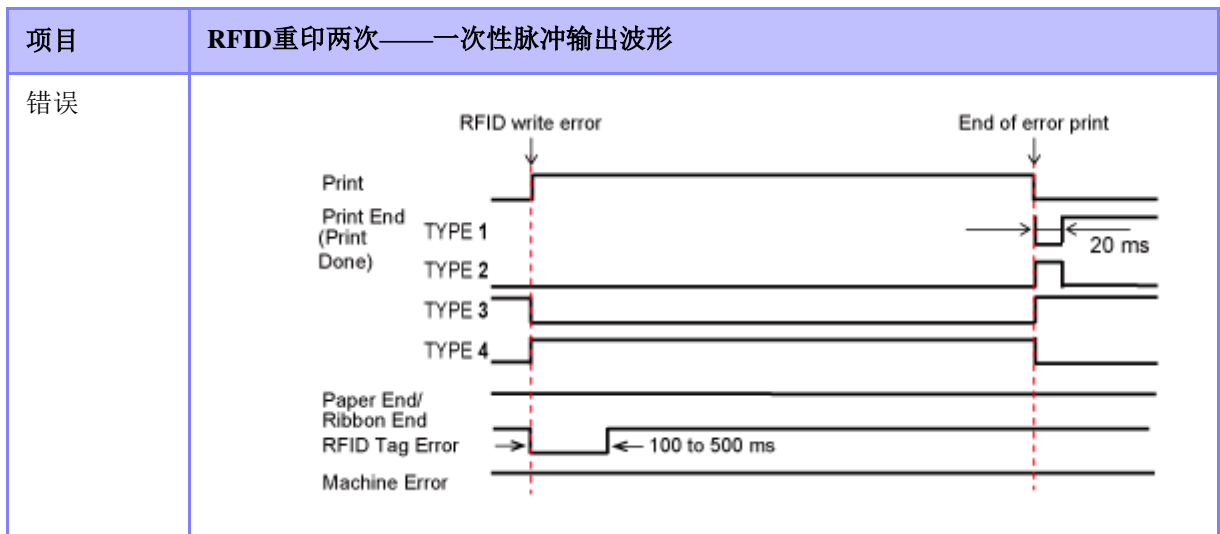 项目
RFID重印两次——一次性脉冲输出波形
错误
RFID write error
End of error print
Print
Print End
(Print
Done)
TYPE 1
20 ms
TYPE 2
TYPE 3
TYPE 4
Paper End/
Ribbon End
RFID Tag Error
100 to 500 ms
Machine Error